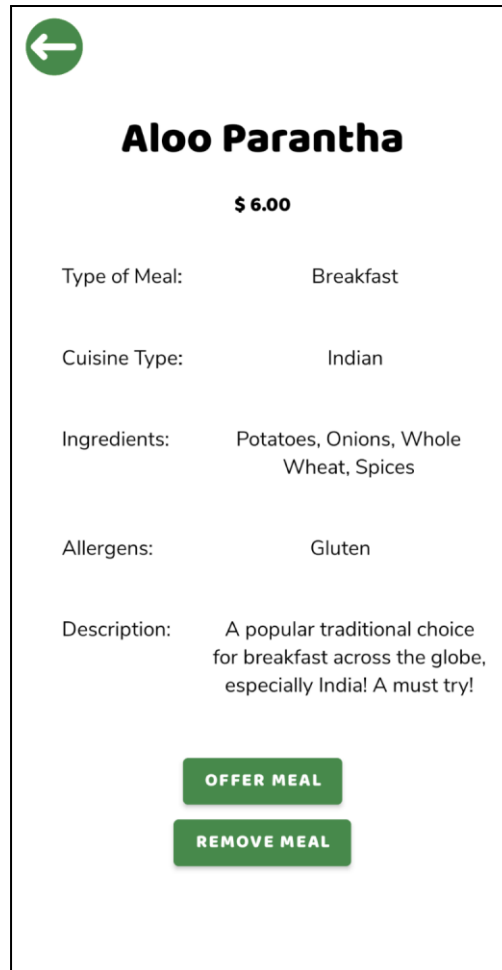 Aloo Parantha
$ 6.00
Type of Meal: Breakfast
Cuisine Type: Indian
Ingredients: Potatoes, Onions, Whole
Wheat, Spices
Allergens: Gluten
Description: A popular traditional choice
for breakfast across the globe,
especially India! A must try!
OFFER MEAL
REMOVE MEAL